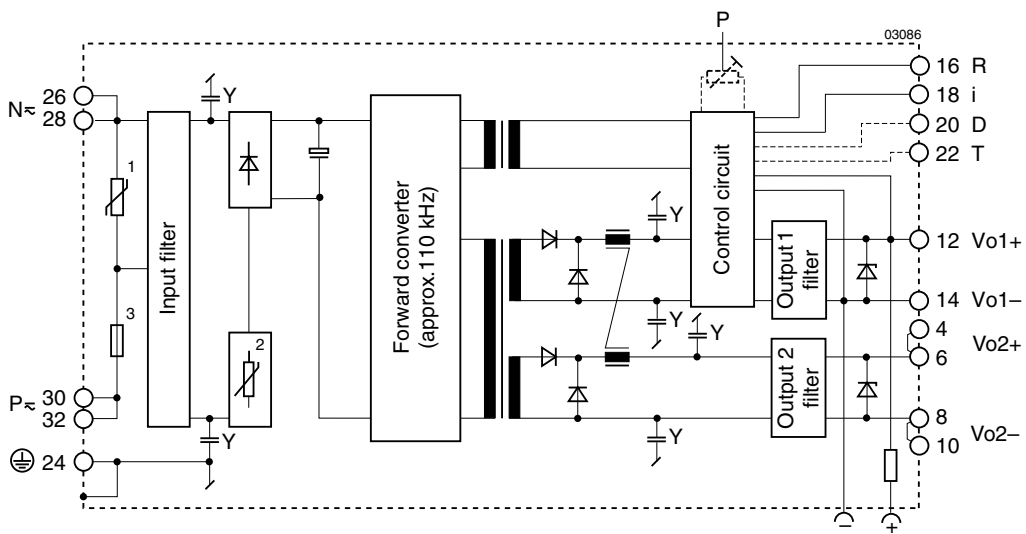 P
03086
26
N≂
28
Y
16 R
18 i
20 D
22 T
1
Input filter
3
2
Forward converter
(approx.110 kHz)
Control circuit
Y
12 Vo1+
Output 1
filter
14 Vo1–
Y
Y
4
Vo2+
6
Output 2
filter
30
P≂
32
Y
Y
8
Vo2–
10
24
–
+